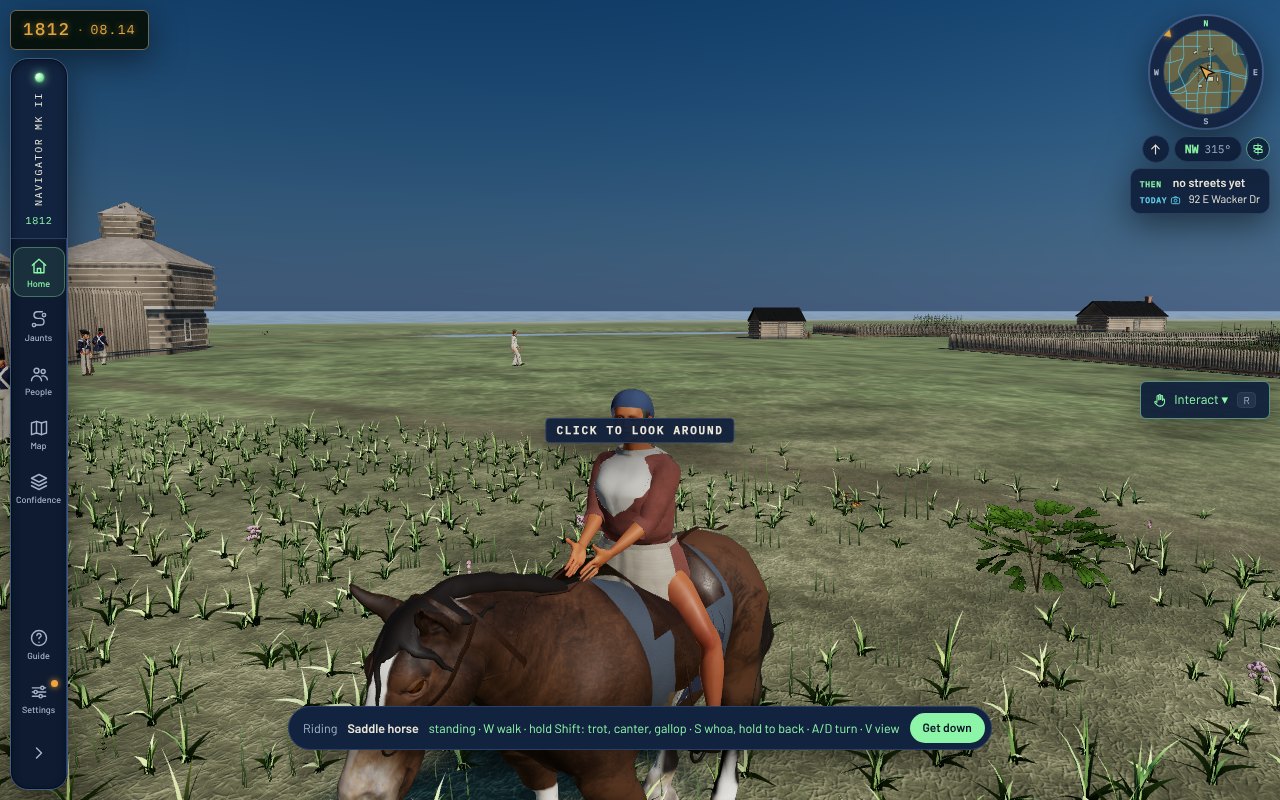 1812 · 08.14
NAVIGATOR MK II
1812
Home
Jaunts
People
Map
Confidence
Guide
Settings
N
W
E
S
NW 315°
THEN no streets yet
TODAY 92 E Wacker Dr
Interact ▾ R
CLICK TO LOOK AROUND
Riding Saddle horse standing · W walk · hold Shift: trot, canter, gallop · S whoa, hold to back · A/D turn · V view Get down